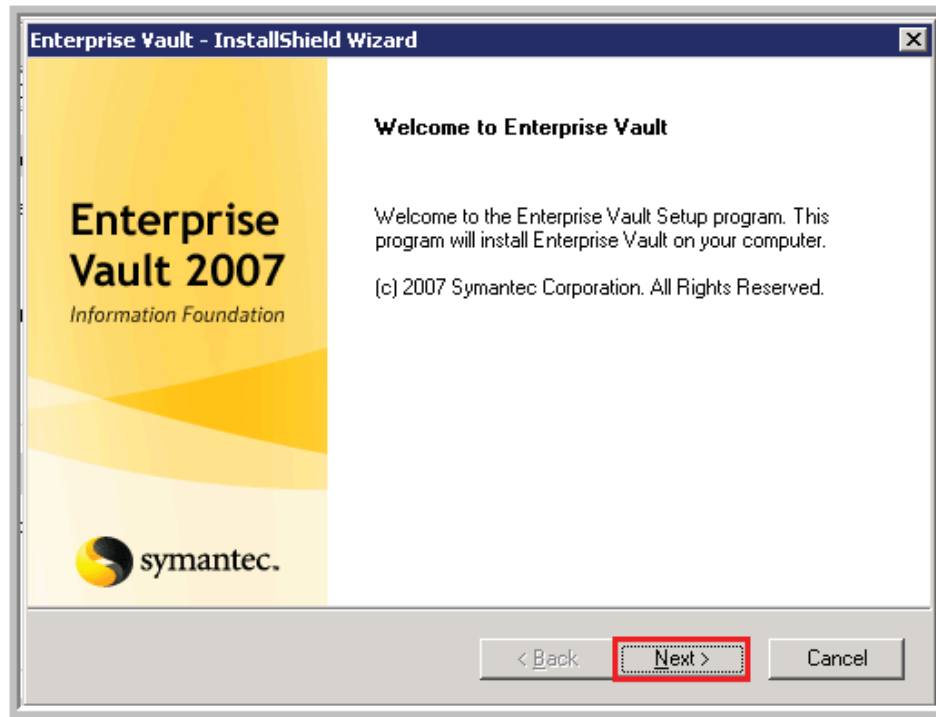 Enterprise Vault - InstallShield Wizard
Welcome to Enterprise Vault
Enterprise
Vault 2007
Information Foundation
Welcome to the Enterprise Vault Setup program. This
program will install Enterprise Vault on your computer.
(c) 2007 Symantec Corporation. All Rights Reserved.
symantec.
< Back
Next >
Cancel